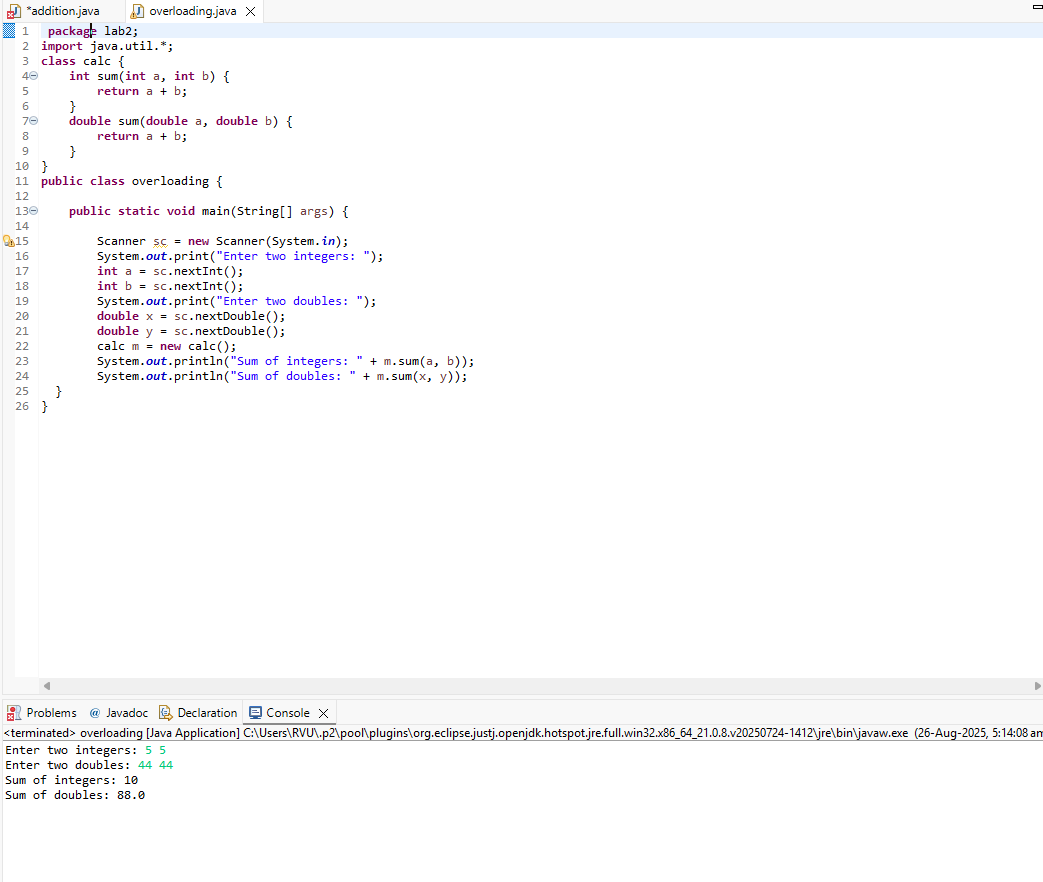 *addition.java overloading.java
1 package lab2;
2 import java.util.*;
3 class calc {
4 int sum(int a, int b) {
5 return a + b;
6 }
7 double sum(double a, double b) {
8 return a + b;
9 }
10 }
11 public class overloading {
12
13 public static void main(String[] args) {
14
15 Scanner sc = new Scanner(System.in);
16 System.out.print("Enter two integers: ");
17 int a = sc.nextInt();
18 int b = sc.nextInt();
19 System.out.print("Enter two doubles: ");
20 double x = sc.nextDouble();
21 double y = sc.nextDouble();
22 calc m = new calc();
23 System.out.println("Sum of integers: " + m.sum(a, b));
24 System.out.println("Sum of doubles: " + m.sum(x, y));
25 }
26 }
Problems @ Javadoc Declaration Console
<terminated> overloading [Java Application] C:\Users\RVU\.p2\pool\plugins\org.eclipse.justj.openjdk.hotspot.jre.full.win32.x86_64_21.0.8.v20250724-1412\jre\bin\javaw.exe (26-Aug-2025, 5:14:08 am
Enter two integers: 5 5
Enter two doubles: 44 44
Sum of integers: 10
Sum of doubles: 88.0